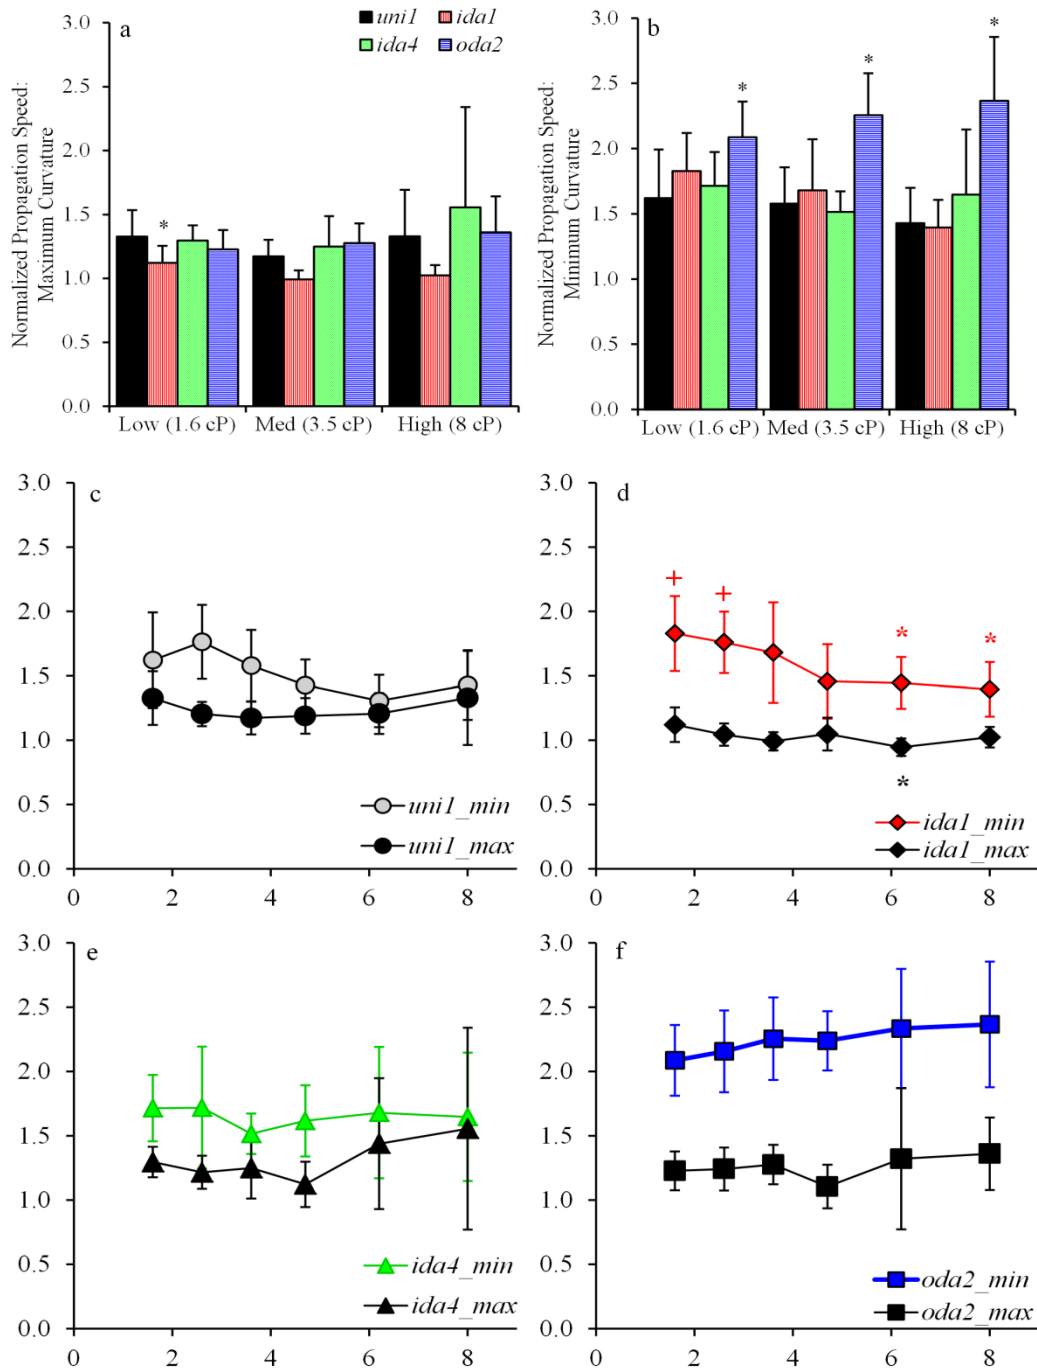 a
uni1 ida1
ida4 oda2
Normalized Propagation Speed:
Maximum Curvature
3.0
2.5
2.0
1.5
1.0
0.5
0.0
*
Low (1.6 cP) Med (3.5 cP) High (8 cP)
b
Normalized Propagation Speed:
Minimum Curvature
3.0
2.5
2.0
1.5
1.0
0.5
0.0
* * *
Low (1.6 cP) Med (3.5 cP) High (8 cP)
c
3.0
2.5
2.0
1.5
1.0
0.5
0.0
uni1_min
uni1_max
0 2 4 6 8
d
3.0
2.5
2.0
1.5
1.0
0.5
0.0
+ + * *
*
ida1_min
ida1_max
0 2 4 6 8
e
3.0
2.5
2.0
1.5
1.0
0.5
0.0
ida4_min
ida4_max
0 2 4 6 8
f
3.0
2.5
2.0
1.5
1.0
0.5
0.0
oda2_min
oda2_max
0 2 4 6 8